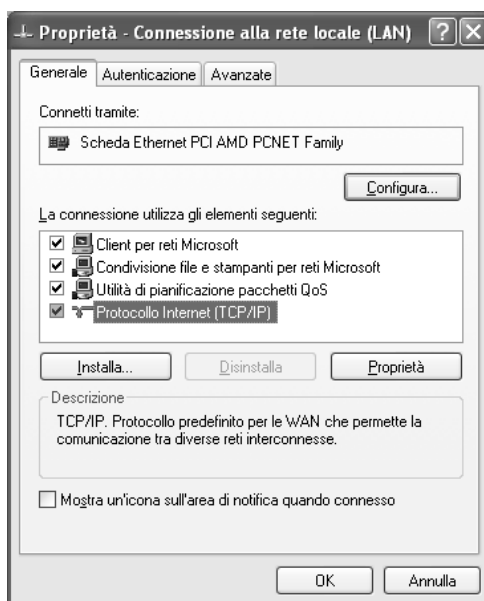 Proprietà - Connessione alla rete locale (LAN)
Generale
Autenticazione
Avanzate
Connetti tramite:
Scheda Ethernet PCI AMD PCNET Family
Configura...
La connessione utilizza gli elementi seguenti:
Client per reti Microsoft
Condivisione file e stampanti per reti Microsoft
Utilità di pianificazione pacchetti QoS
Protocollo Internet (TCP/IP)
Installa...
Disinstalla
Proprietà
Descrizione
TCP/IP. Protocollo predefinito per le WAN che permette la
comunicazione tra diverse reti interconnesse.
Mostra un'icona sull'area di notifica quando connesso
OK
Annulla